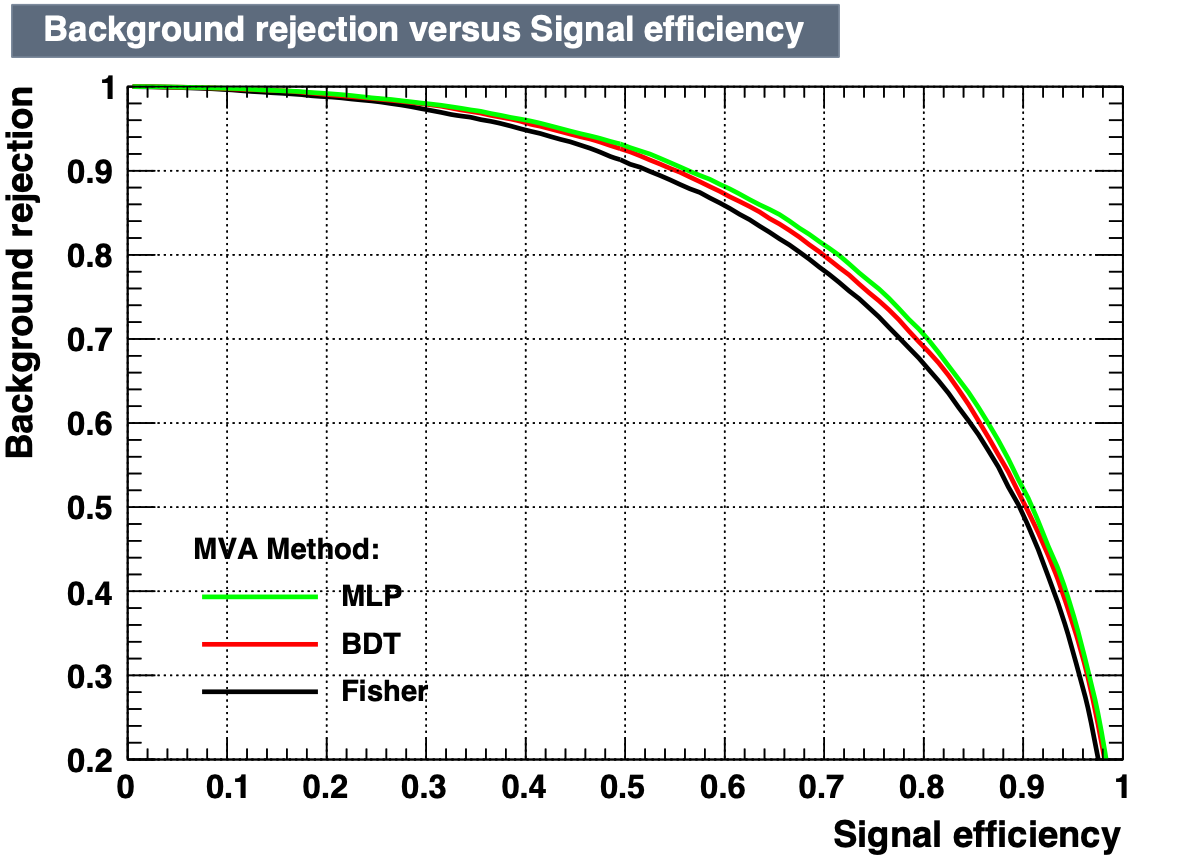 Background rejection versus Signal efficiency
Background rejection
1
0.9
0.8
0.7
0.6
0.5
0.4
0.3
0.2
MVA Method:
MLP
BDT
Fisher
0 0.1 0.2 0.3 0.4 0.5 0.6 0.7 0.8 0.9 1
Signal efficiency